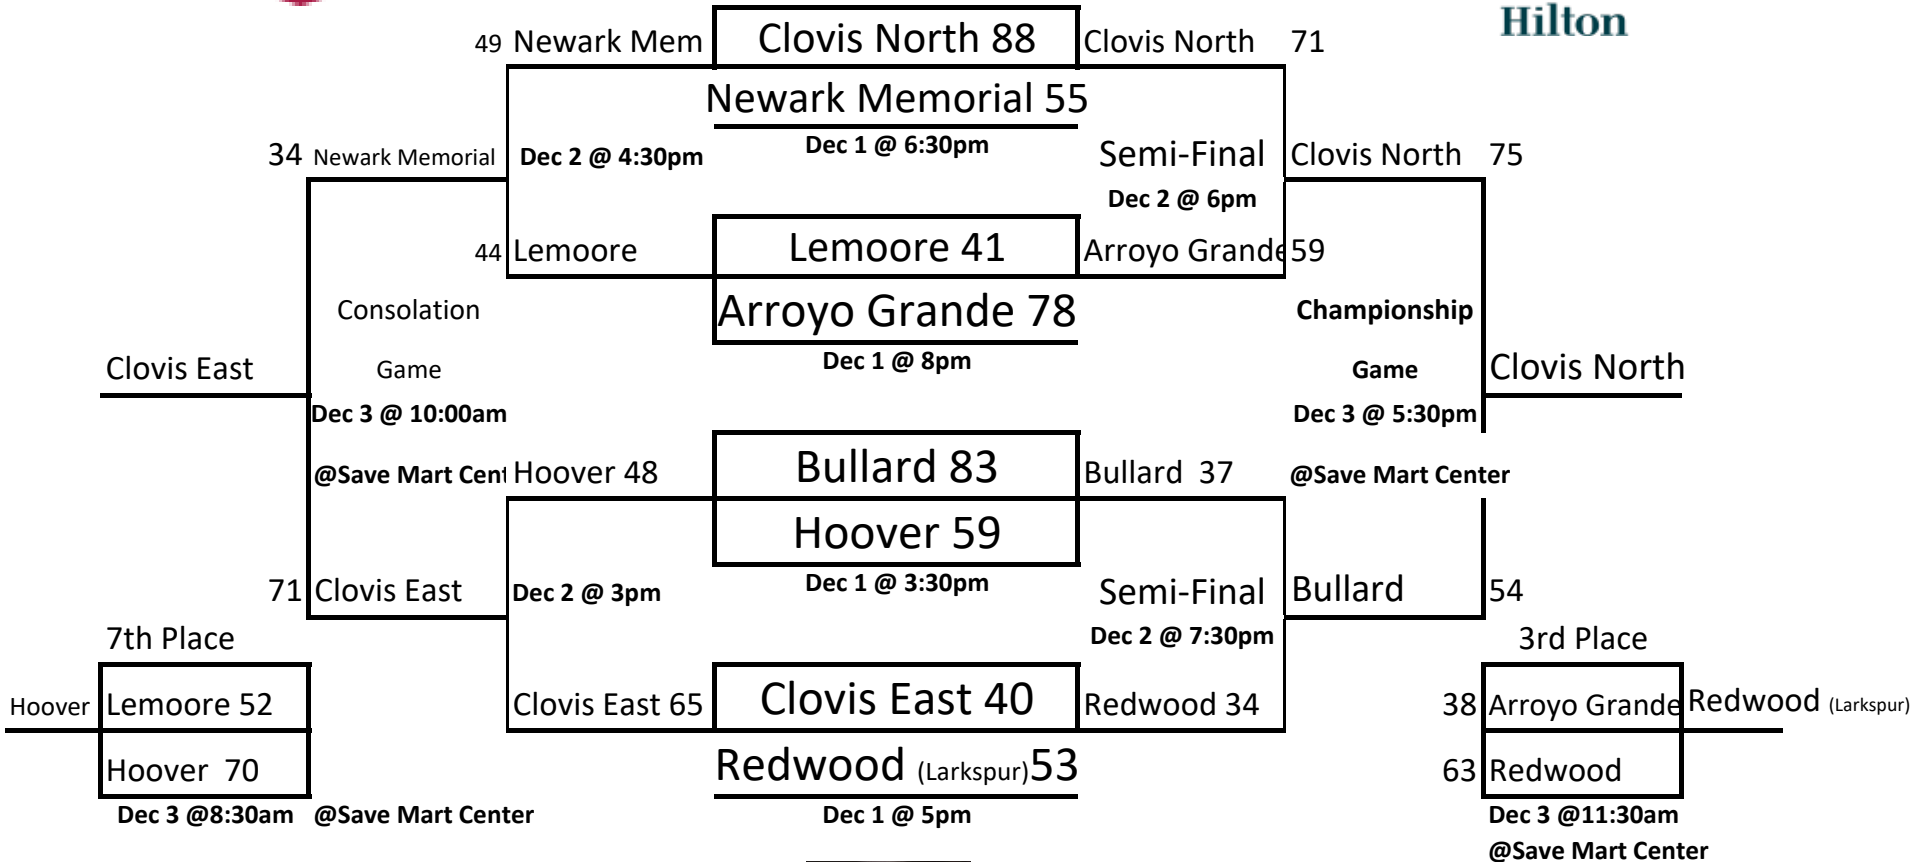 Hilton
49 Newark Mem Clovis North 88 Clovis North 71
Newark Memorial 55
34 Newark Memorial Dec 2 @ 4:30pm Dec 1 @ 6:30pm Semi-Final Clovis North 75
Dec 2 @ 6pm
44 Lemoore Lemoore 41 Arroyo Grande 59
Consolation Arroyo Grande 78 Championship
Clovis East Game Dec 1 @ 8pm Game Clovis North
Dec 3 @ 10:00am Dec 3 @ 5:30pm
@Save Mart Cent Hoover 48 Bullard 83 Bullard 37 @Save Mart Center
Hoover 59
71 Clovis East Dec 2 @ 3pm Dec 1 @ 3:30pm Semi-Final Bullard 54
7th Place Dec 2 @ 7:30pm 3rd Place
Hoover Lemoore 52 Clovis East 65 Clovis East 40 Redwood 34 38 Arroyo Grande Redwood (Larkspur)
Hoover 70 Redwood (Larkspur)53 63 Redwood
Dec 3 @8:30am @Save Mart Center Dec 1 @ 5pm Dec 3 @11:30am
@Save Mart Center